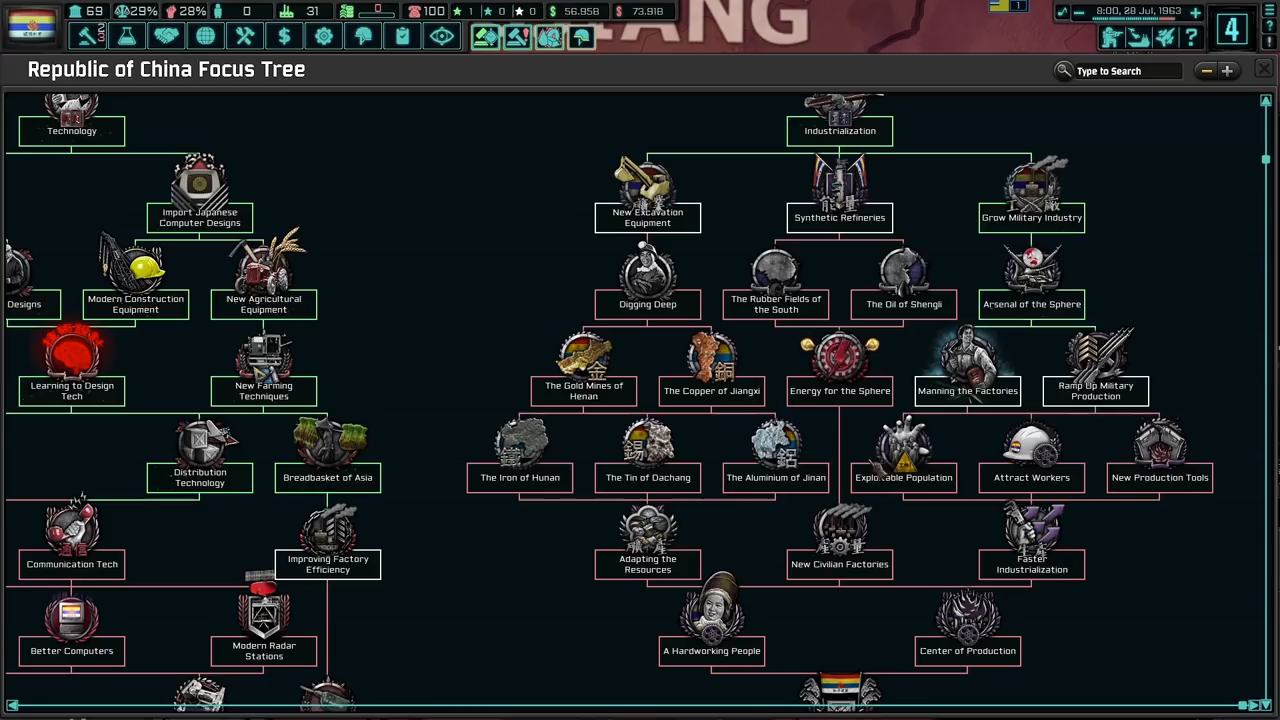 69 29% 28% 0 31 100 1 0 0 $ 56.958 $ 73.918
1
8:00, 28 Jul, 1963
4
ANG
Republic of China Focus Tree
Type to Search
Technology
Industrialization
Import Japanese
Computer Designs
New Excavation
Equipment
Synthetic Refineries
Grow Military Industry
Designs
Modern Construction
Equipment
New Agricultural
Equipment
Digging Deep
The Rubber Fields of
the South
The Oil of Shengli
Arsenal of the Sphere
Learning to Design
Tech
New Farming
Techniques
The Gold Mines of
Henan
The Copper of Jiangxi
Energy for the Sphere
Manning the Factories
Ramp Up Military
Production
金
銅
Distribution
Technology
Breadbasket of Asia
The Iron of Hunan
The Tin of Dachang
The Aluminium of Jinan
Exploitable Population
Attract Workers
New Production Tools
鐵
錫
鋁
Communication Tech
Improving Factory
Efficiency
Adapting the
Resources
New Civilian Factories
Faster
Industrialization
Better Computers
Modern Radar
Stations
A Hardworking People
Center of Production